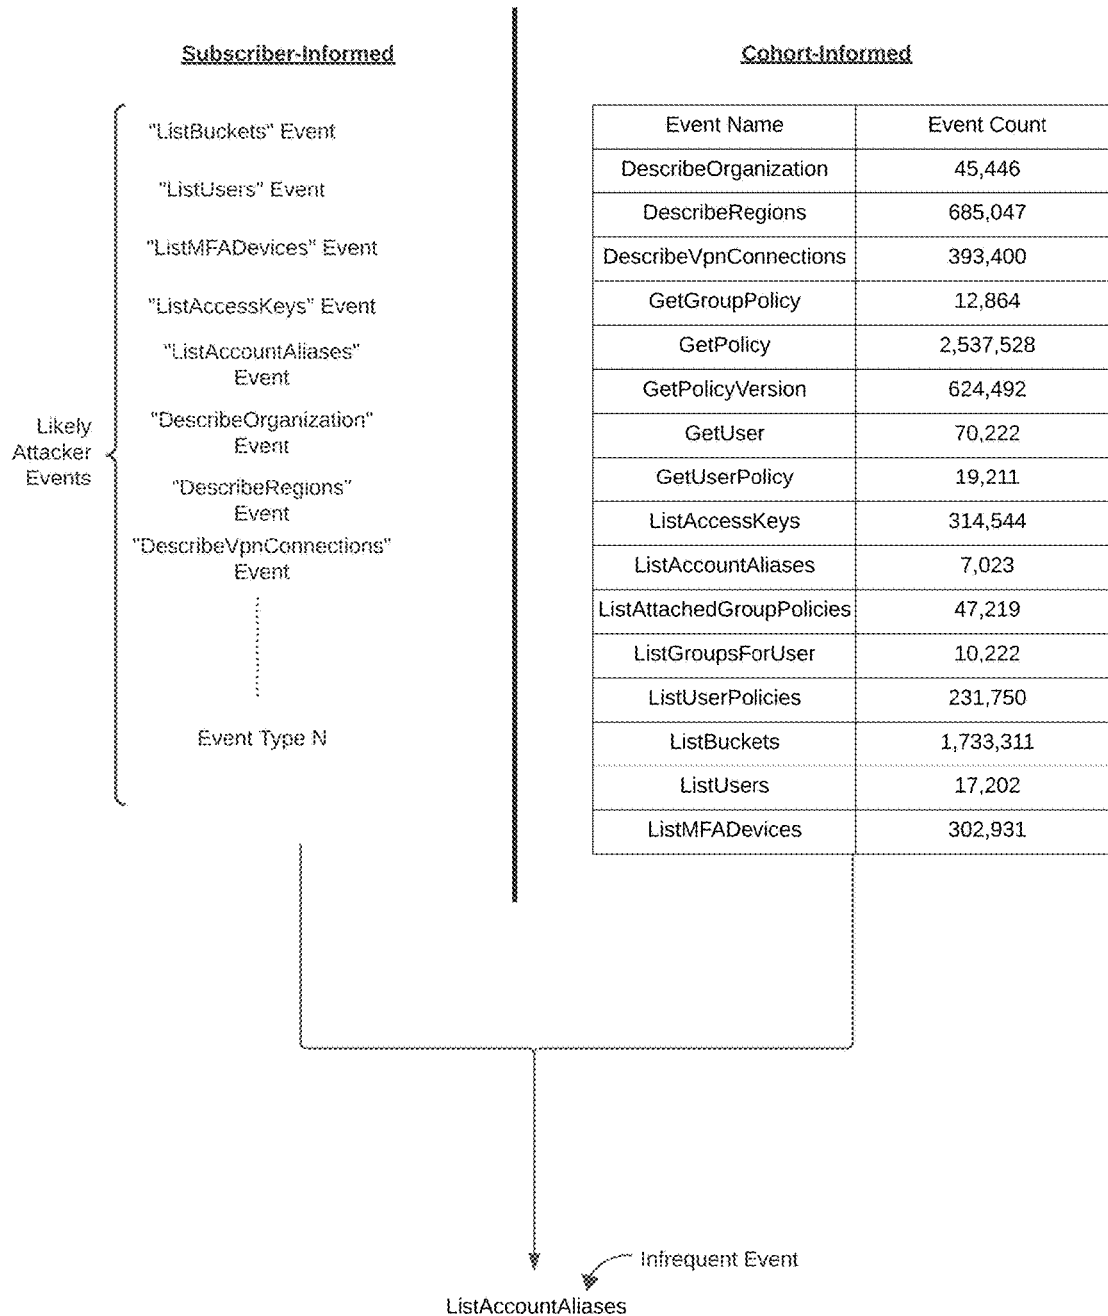 Subscriber-Informed
"ListBuckets" Event
"ListUsers" Event
"ListMFADevices" Event
"ListAccessKeys" Event
"ListAccountAliases"
Event
"DescribeOrganization"
Event
"DescribeRegions"
Event
"DescribeVpnConnections"
Event
Event Type N
Likely
Attacker
Events
Cohort-Informed
Event Name Event Count
DescribeOrganization 45,446
DescribeRegions 685,047
DescribeVpnConnections 393,400
GetGroupPolicy 12,864
GetPolicy 2,537,528
GetPolicyVersion 624,492
GetUser 70,222
GetUserPolicy 19,211
ListAccessKeys 314,544
ListAccountAliases 7,023
ListAttachedGroupPolicies 47,219
ListGroupsForUser 10,222
ListUserPolicies 231,750
ListBuckets 1,733,311
ListUsers 17,202
ListMFADevices 302,931
Infrequent Event
ListAccountAliases